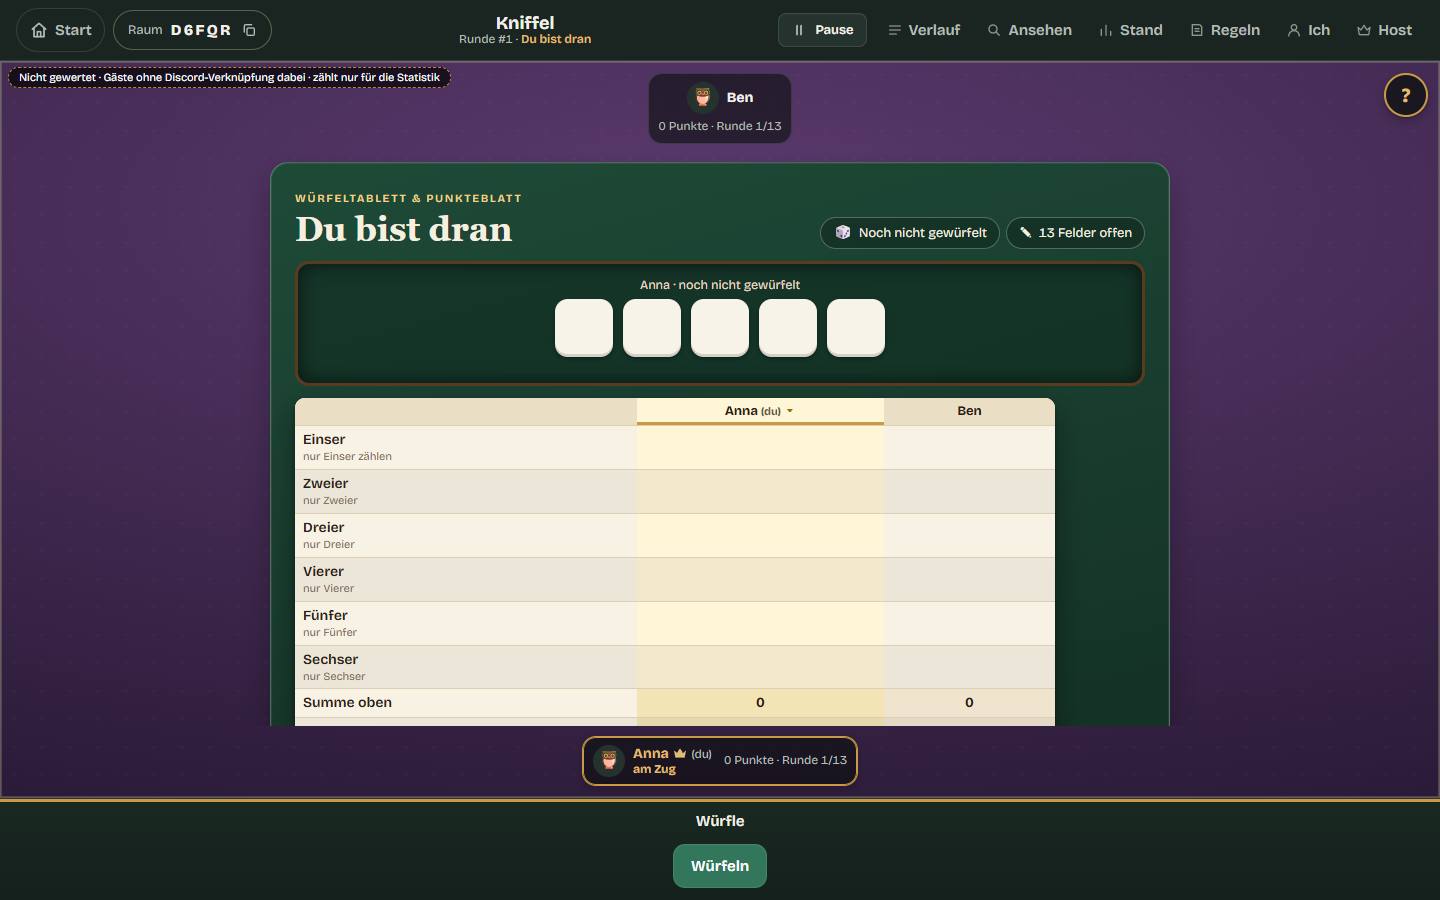 Start
Raum D6FQR
Kniffel
Runde #1 · Du bist dran
Pause
Verlauf
Ansehen
Stand
Regeln
Ich
Host
Nicht gewertet · Gäste ohne Discord-Verknüpfung dabei · zählt nur für die Statistik
Ben
0 Punkte · Runde 1/13
?
WÜRFELTABLETT & PUNKTEBLATT
Du bist dran
Noch nicht gewürfelt
13 Felder offen
Anna · noch nicht gewürfelt
Anna (du)
Ben
Einser
nur Einser zählen
Zweier
nur Zweier
Dreier
nur Dreier
Vierer
nur Vierer
Fünfer
nur Fünfer
Sechser
nur Sechser
Summe oben 0 0
Anna (du)
am Zug
0 Punkte · Runde 1/13
Würfle
Würfeln